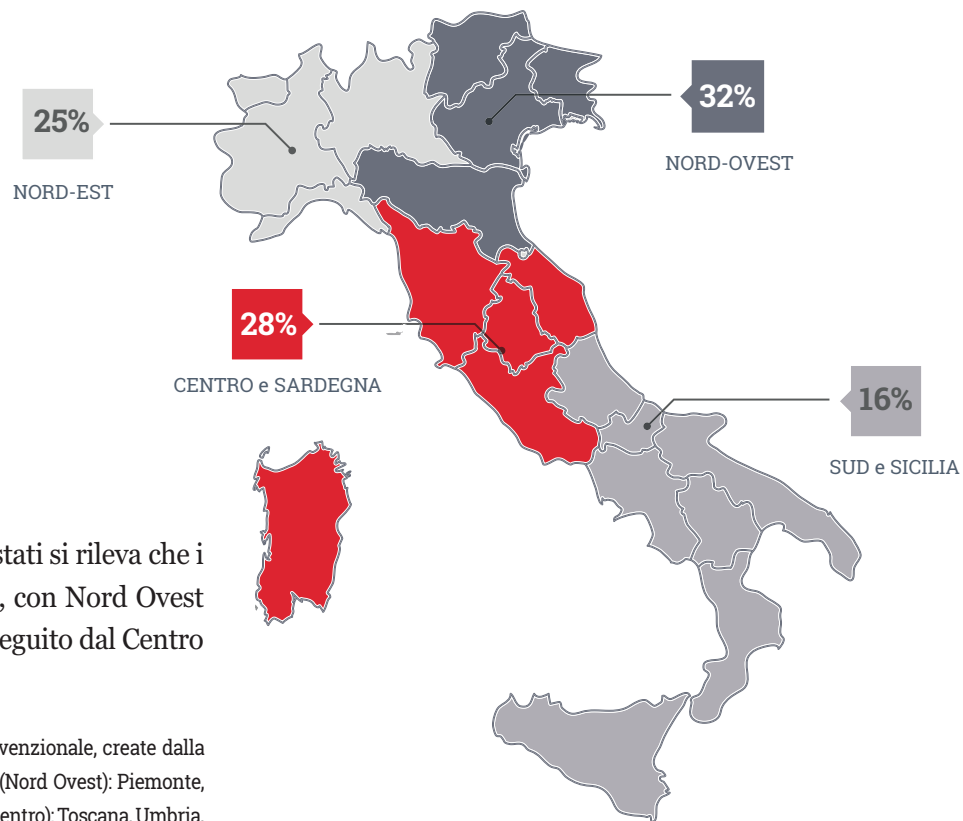 32%
25%
NORD-OVEST
NORD-EST
28%
CENTRO e SARDEGNA
16%
SUD e SICILIA
stati si rileva che i
, con Nord Ovest
eguito dal Centro
venzionale, create dalla
(Nord Ovest): Piemonte,
entro): Toscana, Umbria,